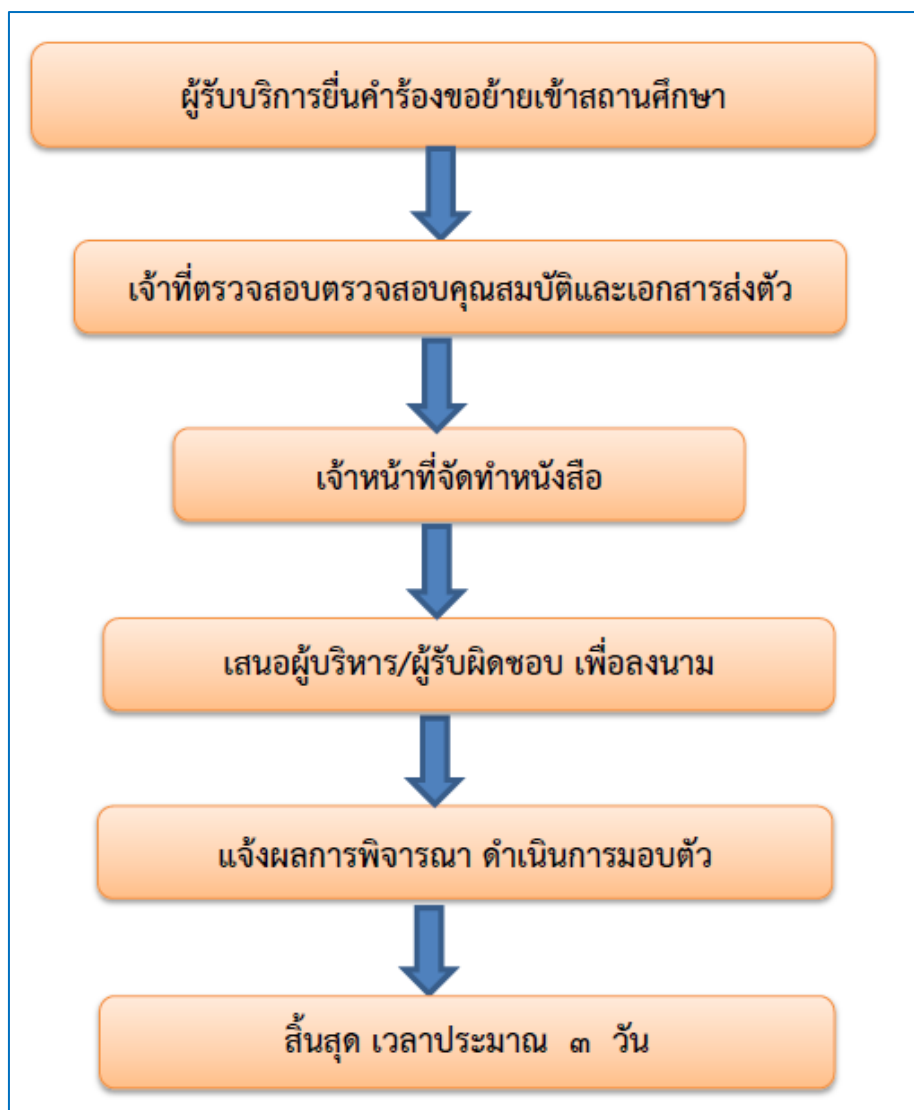 ผู้รับบริการยื่นคำร้องขอย้ายเข้าสถานศึกษา
เจ้าที่ตรวจสอบตรวจสอบคุณสมบัติและเอกสารส่งตัว
เจ้าหน้าที่จัดทำหนังสือ
เสนอผู้บริหาร/ผู้รับผิดชอบ เพื่อลงนาม
แจ้งผลการพิจารณา ดำเนินการมอบตัว
สิ้นสุด เวลาประมาณ ๓ วัน